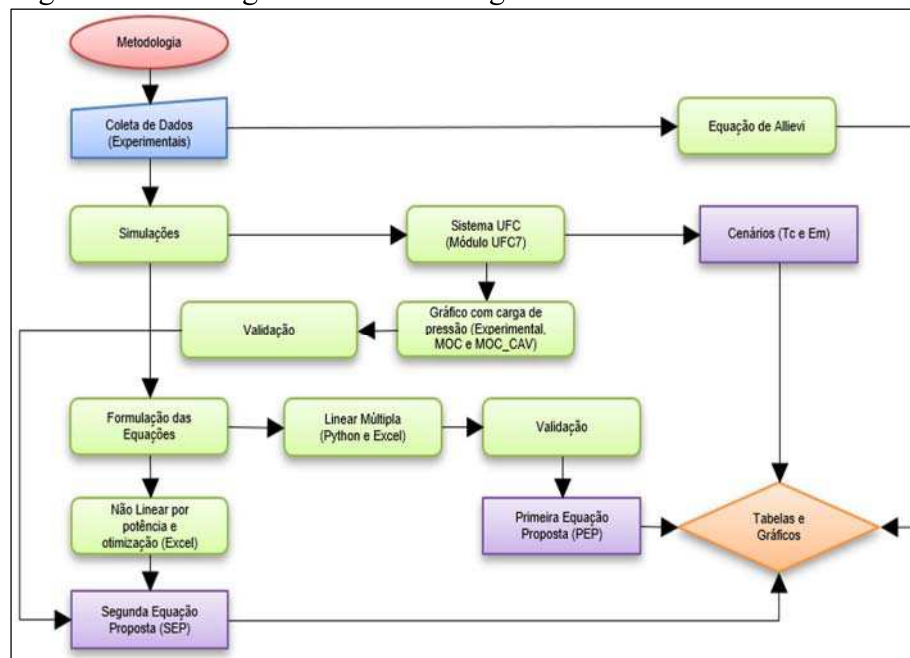 Metodologia
Coleta de Dados
(Experimentais)
Equação de Allievi
Simulações
Sistema UFC
(Módulo UFC7)
Cenários (Tc e Em)
Gráfico com carga de
pressão (Experimental,
MOC e MOC_CAV)
Validação
Formulação das
Equações
Linear Múltipla
(Python e Excel)
Validação
Não Linear por
potência e
otimização (Excel)
Primeira Equação
Proposta (PEP)
Tabelas e
Gráficos
Segunda Equação
Proposta (SEP)